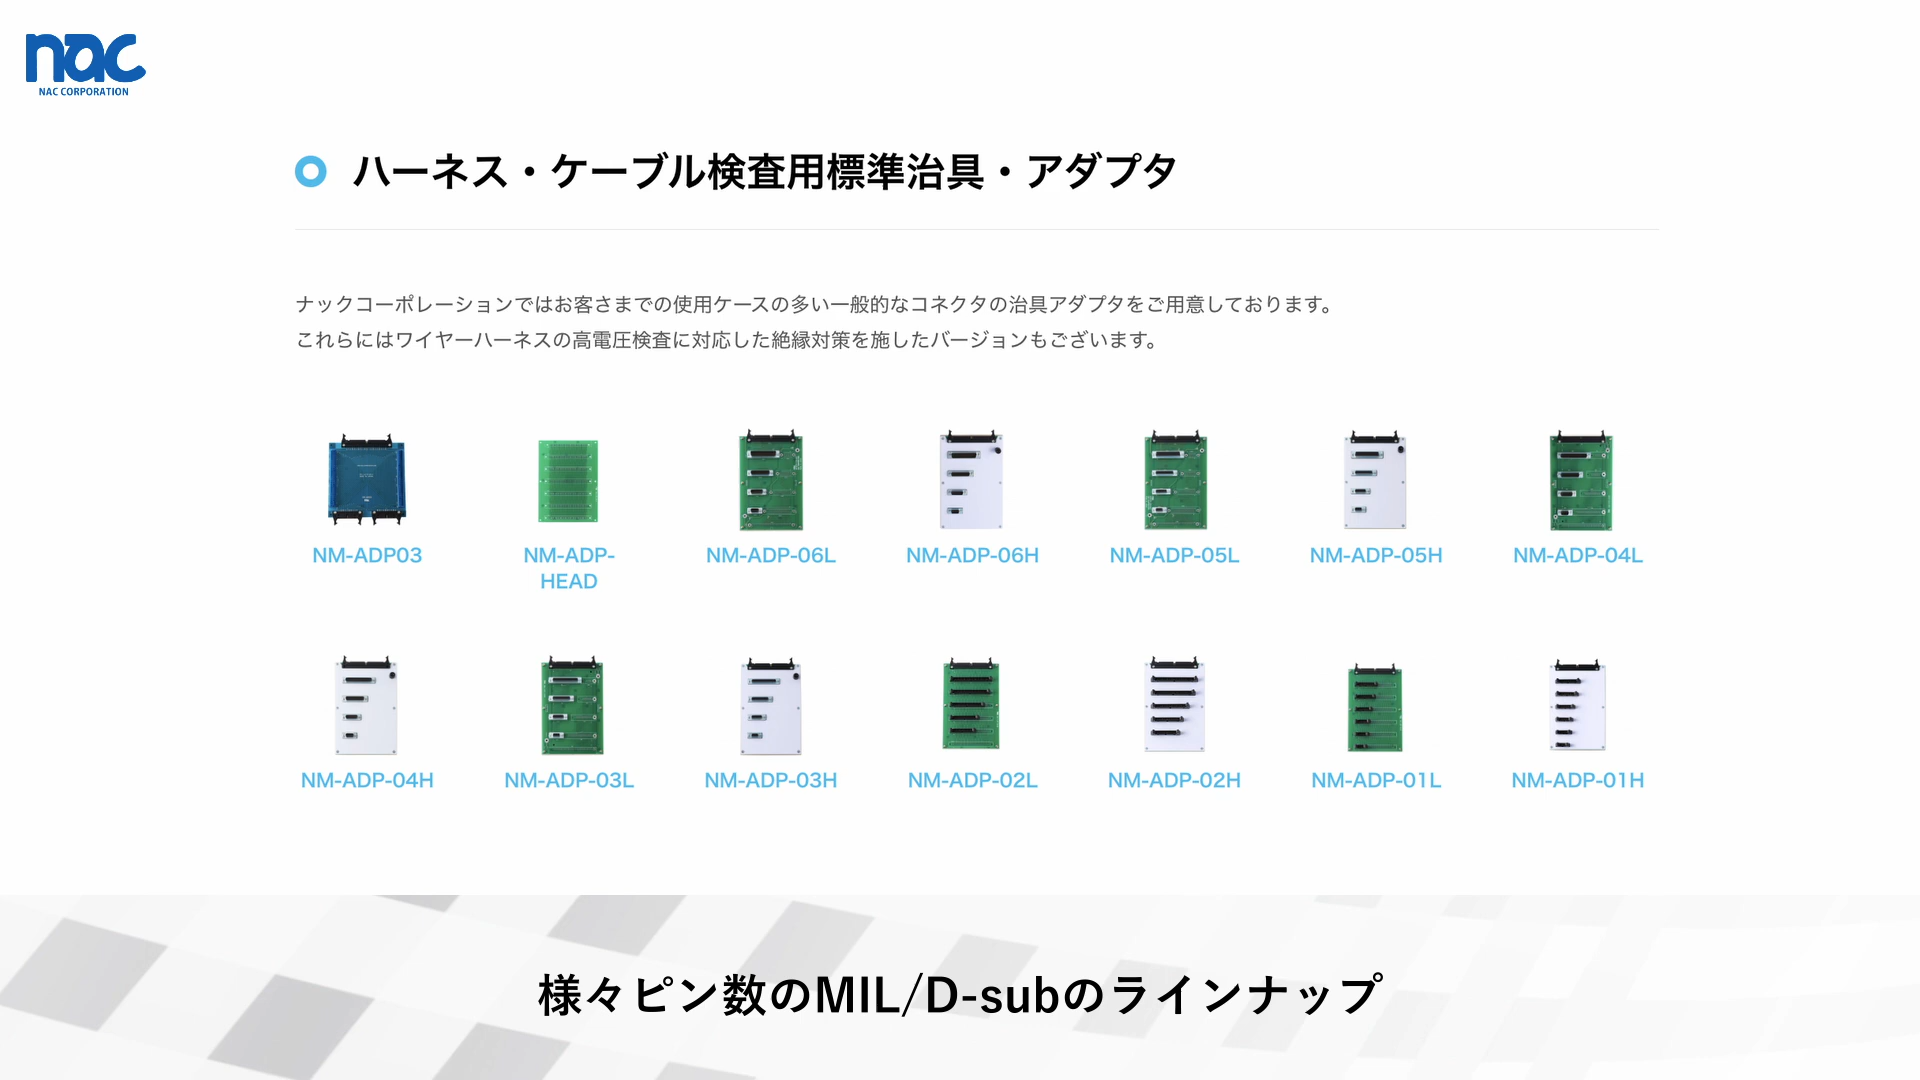 nac
NAC CORPORATION
ハーネス・ケーブル検査用標準治具・アダプタ
ナックコーポレーションではお客さまでの使用ケースの多い一般的なコネクタの治具アダプタをご用意しております。
これらにはワイヤーハーネスの高電圧検査に対応した絶縁対策を施したバージョンもございます。
NM-ADP03
NM-ADP-
HEAD
NM-ADP-06L
NM-ADP-06H
NM-ADP-05L
NM-ADP-05H
NM-ADP-04L
NM-ADP-04H
NM-ADP-03L
NM-ADP-03H
NM-ADP-02L
NM-ADP-02H
NM-ADP-01L
NM-ADP-01H
様々ピン数のMIL/D-subのラインナップ